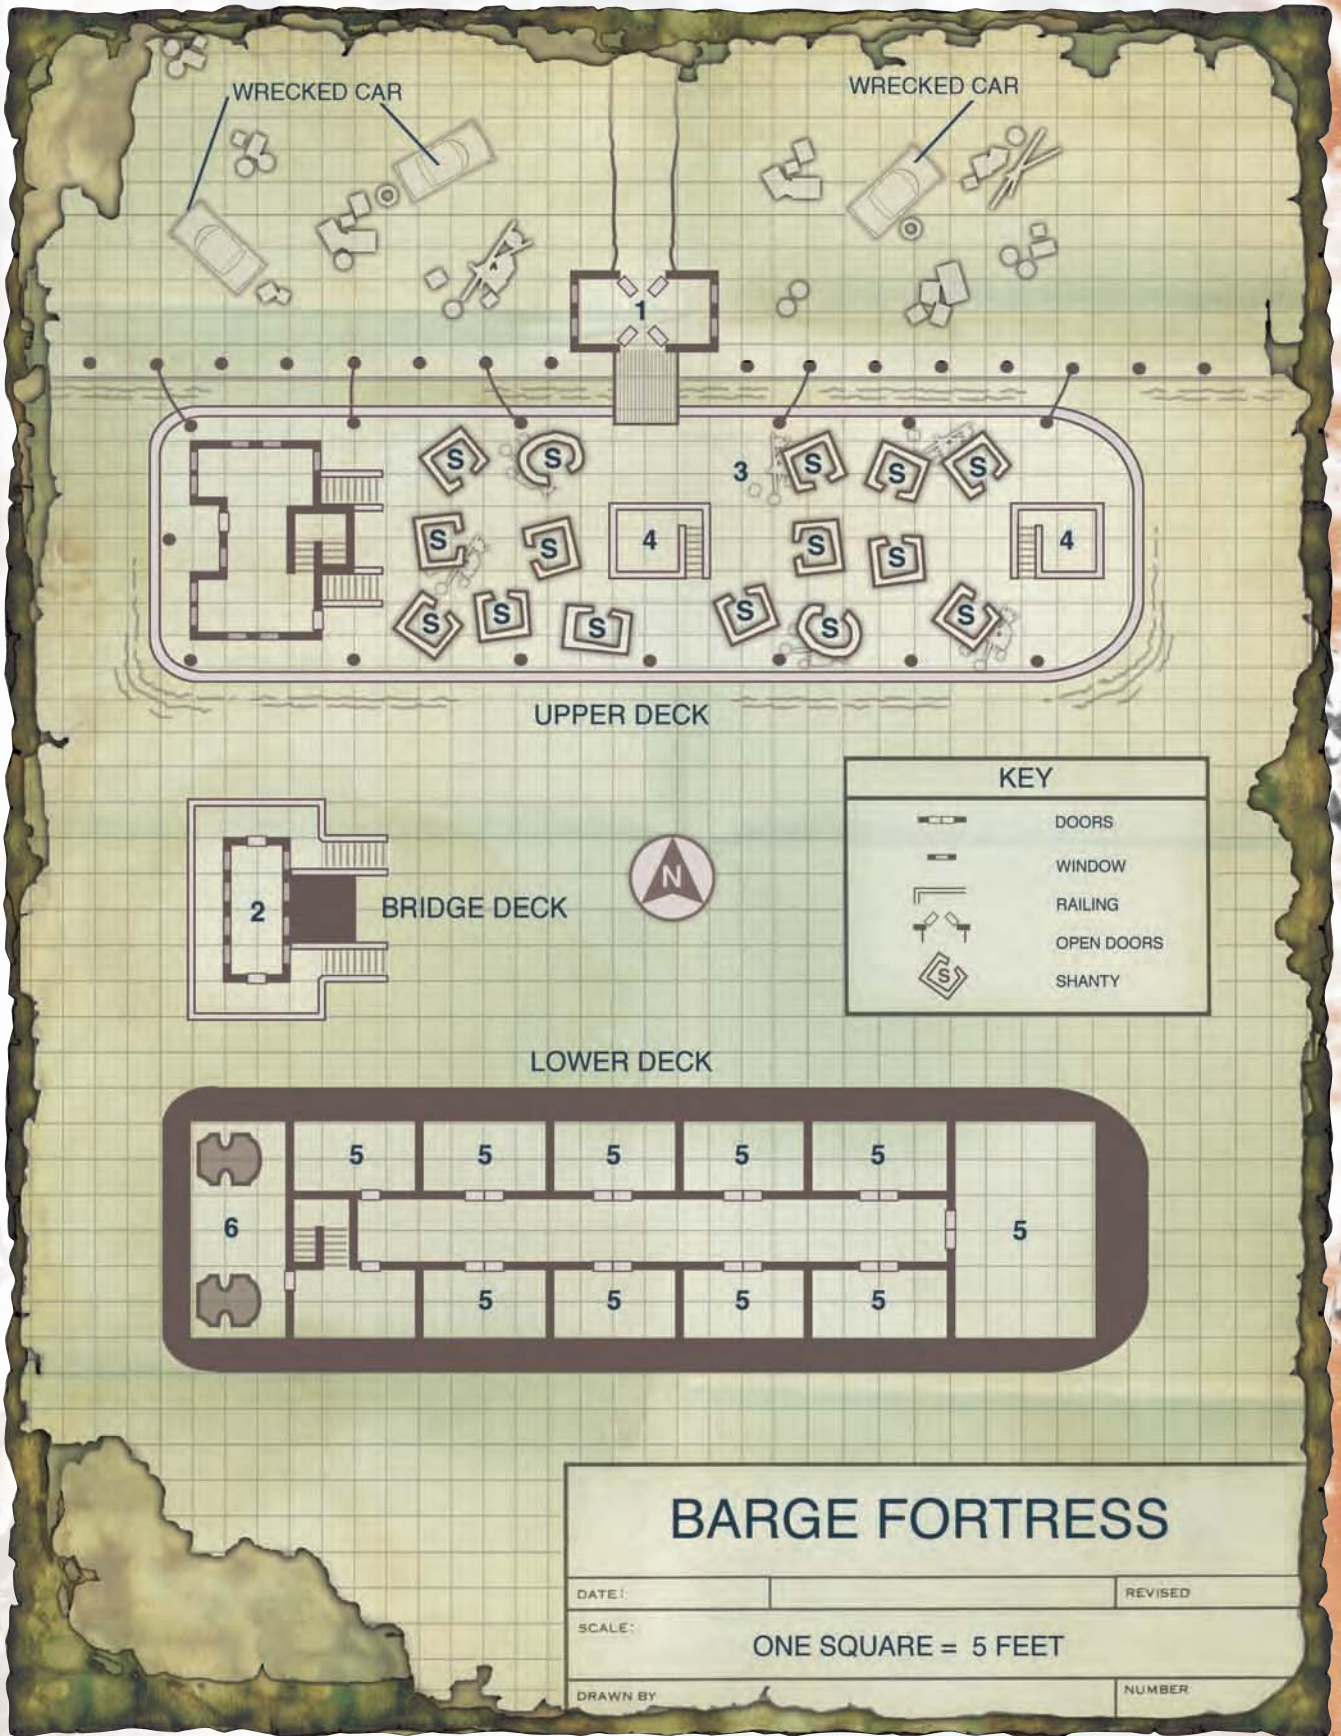 WRECKED CAR
WRECKED CAR
1
S
S
3
S
S
S
S
S
4
S
S
4
S
S
S
S
S
S
UPPER DECK
KEY
DOORS
WINDOW
RAILING
OPEN DOORS
S
SHANTY
2
BRIDGE DECK
N
LOWER DECK
5
5
5
5
5
6
5
5
5
5
5
BARGE FORTRESS
DATE:
REVISED
SCALE:
ONE SQUARE = 5 FEET
DRAWN BY
NUMBER